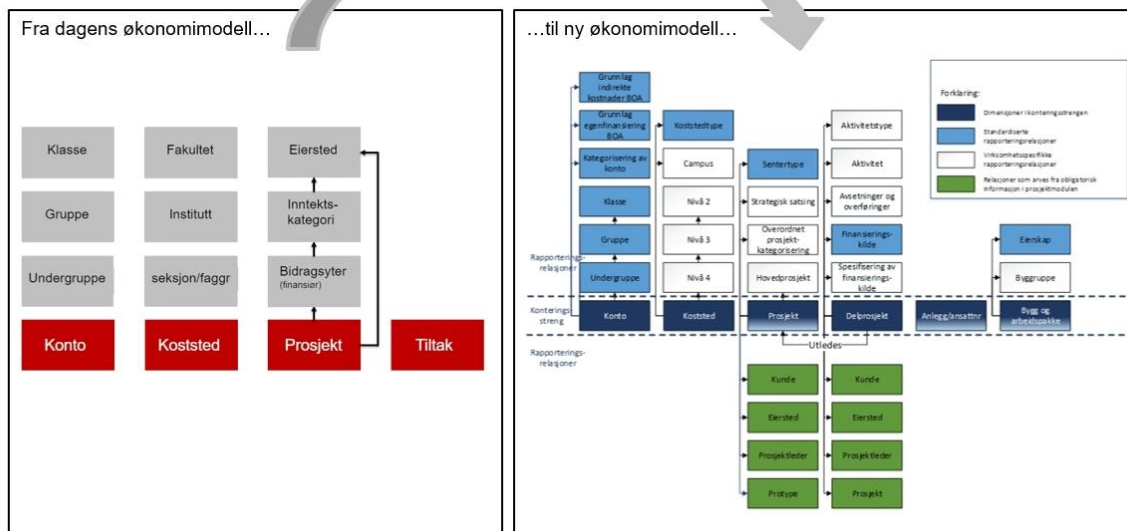 Fra dagens økonomimodell…
Klasse
Fakultet
Eiersted
Gruppe
Institutt
Inntekts-
kategori
Undergruppe
seksjon/faggr
Bidragsyter
(finansiør)
Konto
Koststed
Prosjekt
Tiltak
…til ny økonomimodell…
Grunnlag
indirekte
kostnader BOA
Grunnlag
egenfinansiering
BOA
Kategorisering av
konto
Klasse
Gruppe
Undergruppe
Konto
Koststedtype
Campus
Nivå 2
Nivå 3
Nivå 4
Koststed
Sentertype
Strategisk satsing
Overordnet
prosjekt-
kategorisering
Hovedprosjekt
Prosjekt
Aktivitetstype
Aktivitet
Avsetninger og
overføringer
Finansierings-
kilde
Spesifisering av
finansierings-
kilde
Delprosjekt
Anlegg/ansattnr
Eierskap
Byggruppe
Bygg og
arbeidspakke
Rapporterings-
relasjoner
Konterings-
streng
Rapporterings-
relasjoner
Utledes
Kunde
Eiersted
Prosjektleder
Protype
Kunde
Eiersted
Prosjektleder
Prosjekt
Forklaring:
Dimensjoner i konteringsstrengen
Standardiserte
rapporteringsrelasjoner
Virksomhetsspesifikke
rapporteringsrelasjoner
Relasjoner som arves fra obligatorisk
informasjon i prosjektmodulen